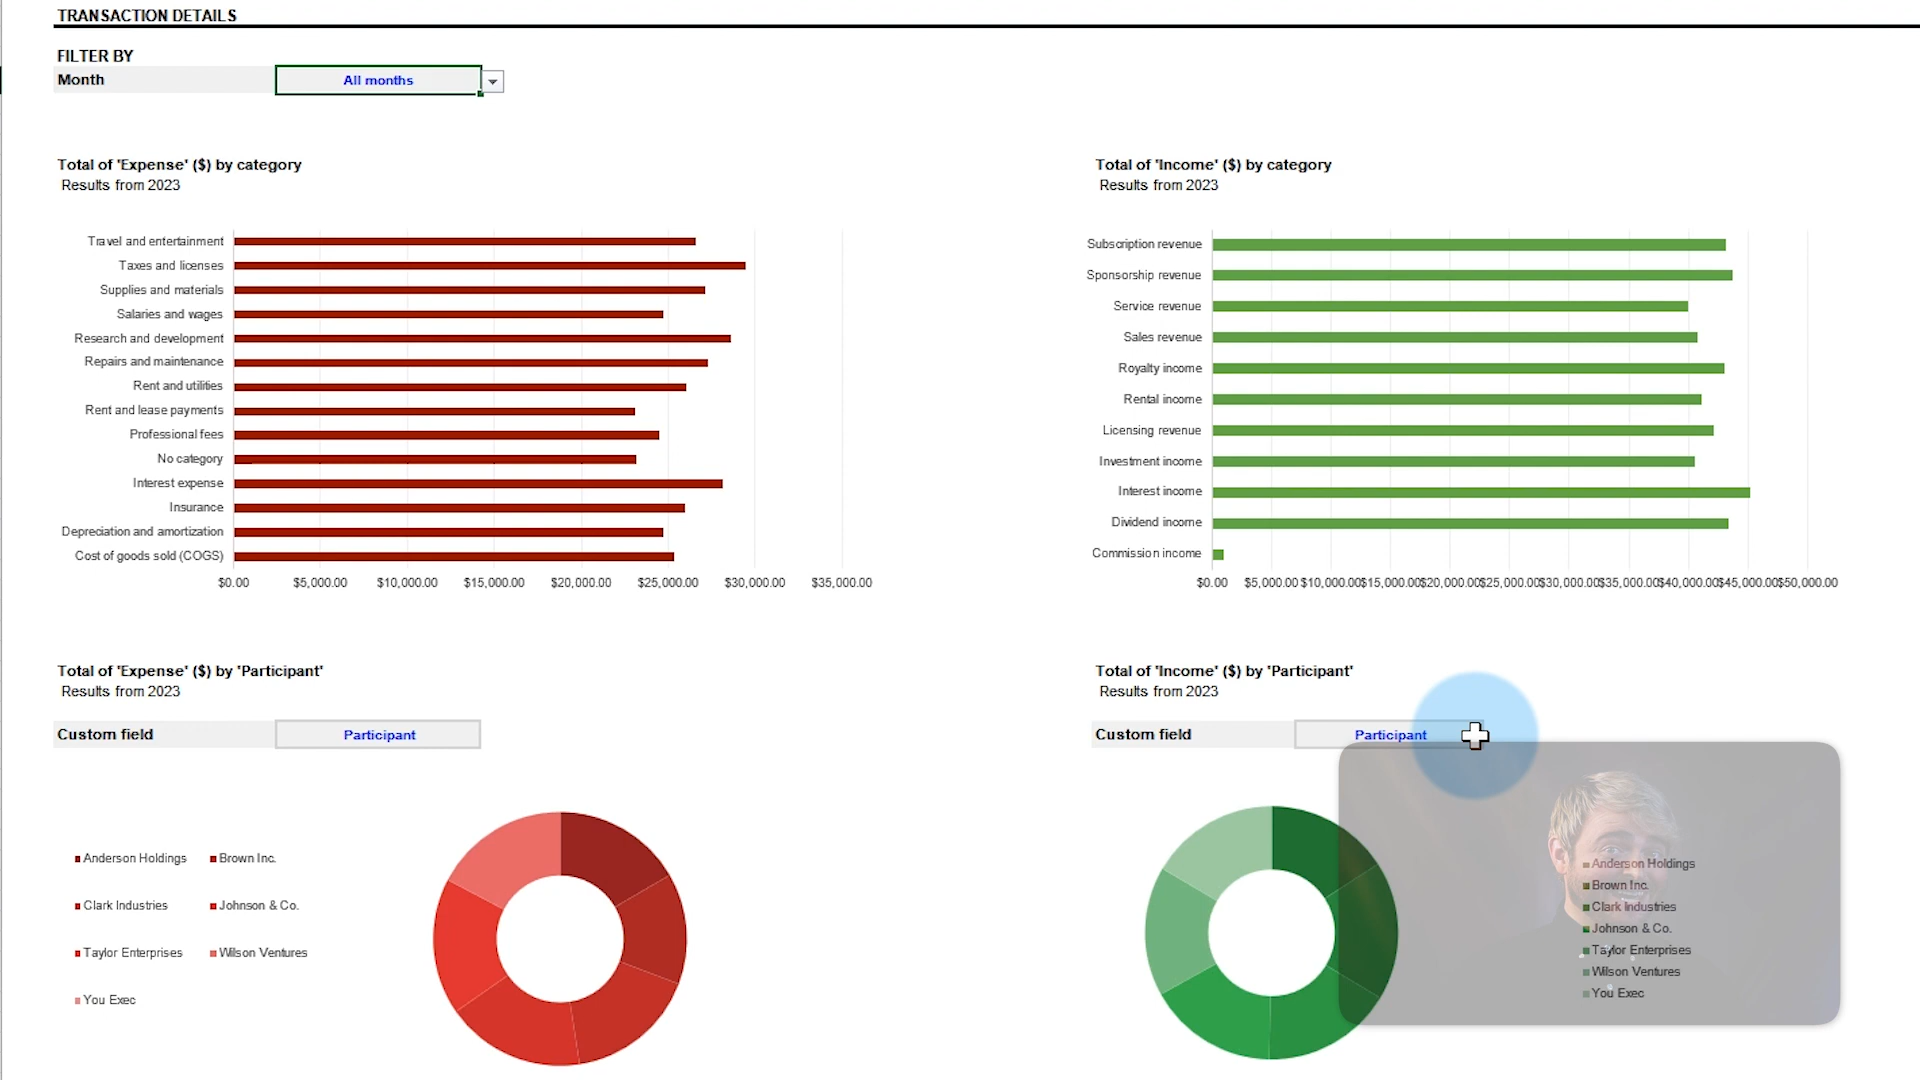 TRANSACTION DETAILS
FILTER BY
Month
All months
Total of 'Expense' ($) by category
Results from 2023
Travel and entertainment
Taxes and licenses
Supplies and materials
Salaries and wages
Research and development
Repairs and maintenance
Rent and utilities
Rent and lease payments
Professional fees
No category
Interest expense
Insurance
Depreciation and amortization
Cost of goods sold (COGS)
$0.00 $5,000.00 $10,000.00 $15,000.00 $20,000.00 $25,000.00 $30,000.00 $35,000.00
Total of 'Income' ($) by category
Results from 2023
Subscription revenue
Sponsorship revenue
Service revenue
Sales revenue
Royalty income
Rental income
Licensing revenue
Investment income
Interest income
Dividend income
Commission income
$0.00 $5,000.00 $10,000.00 $15,000.00 $20,000.00 $25,000.00 $30,000.00 $35,000.00 $40,000.00 $45,000.00 $50,000.00
Total of 'Expense' ($) by 'Participant'
Results from 2023
Custom field
Participant
Anderson Holdings Brown Inc.
Clark Industries Johnson & Co.
Taylor Enterprises Wilson Ventures
You Exec
Total of 'Income' ($) by 'Participant'
Results from 2023
Custom field
Participant
Anderson Holdings
Brown Inc.
Clark Industries
Johnson & Co.
Taylor Enterprises
Wilson Ventures
You Exec